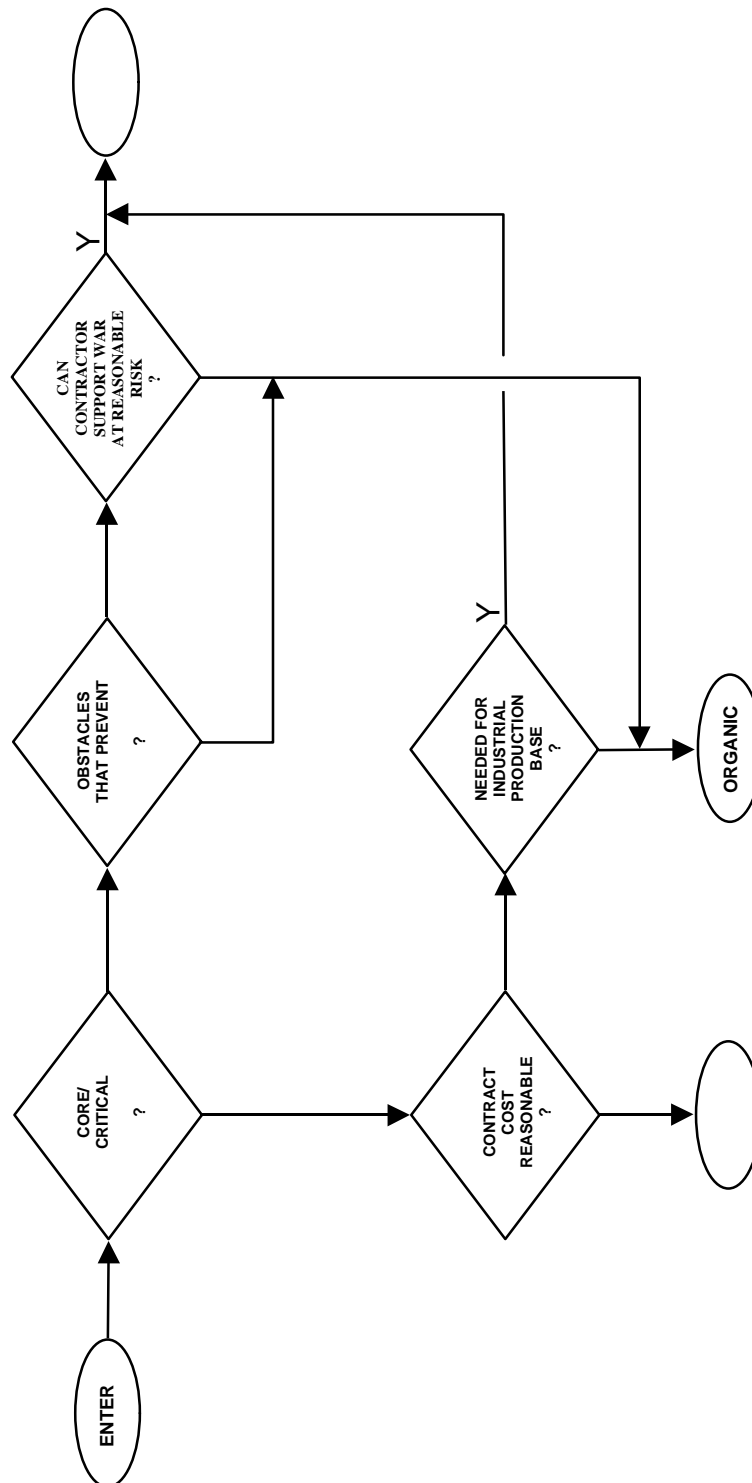 ENTER
CORE/
CRITICAL
?
OBSTACLES
THAT PREVENT
?
CAN
CONTRACTOR
SUPPORT WAR
AT REASONABLE
RISK
?
Y
CONTRACT
COST
REASONABLE
?
NEEDED FOR
INDUSTRIAL
PRODUCTION
BASE
?
Y
ORGANIC